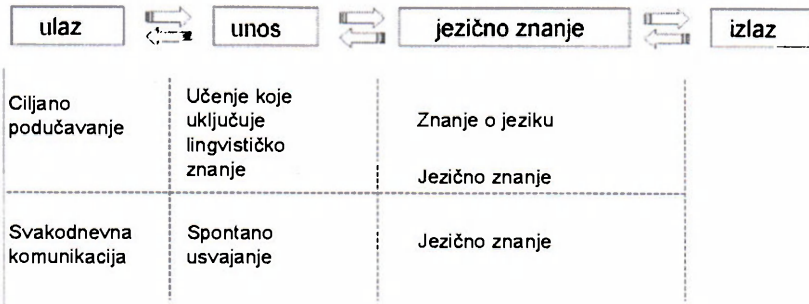 ulaz unos jezično znanje izlaz
Ciljano
podučavanje
Učenje koje
uključuje
lingvističko
znanje
Znanje o jeziku
Jezično znanje
Svakodnevna
komunikacija
Spontano
usvajanje
Jezično znanje